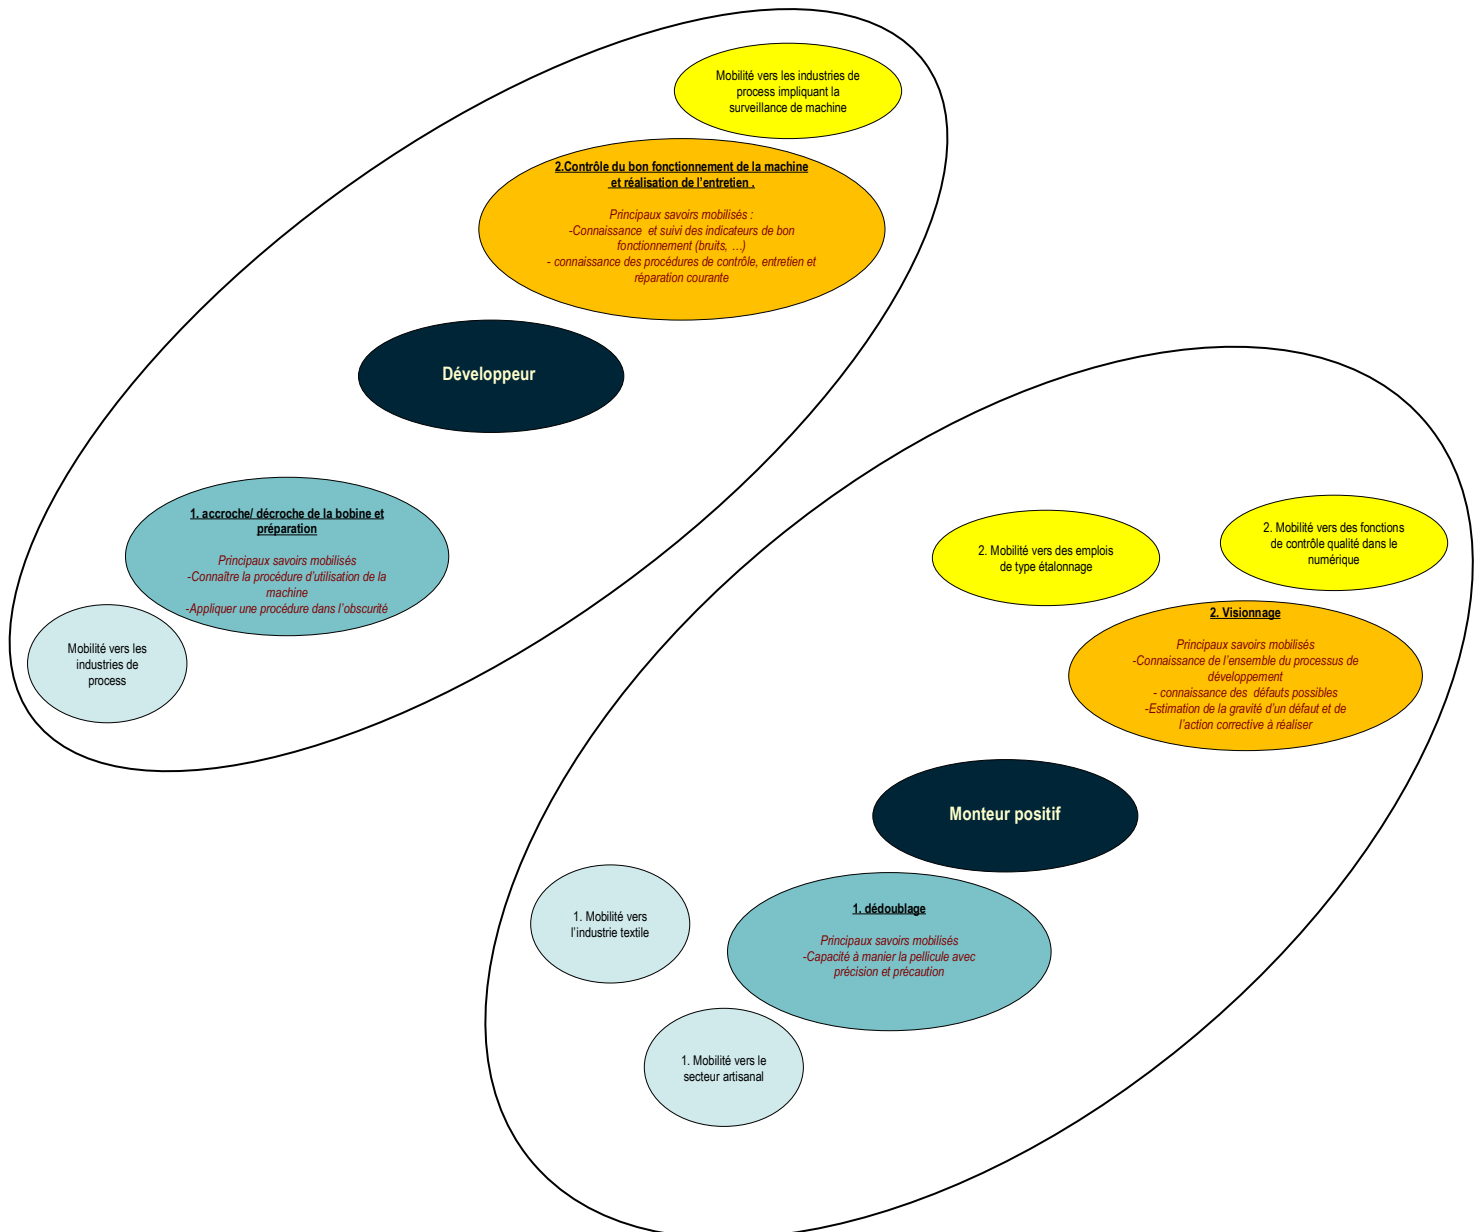 Mobilité vers les industries de
process impliquant la
surveillance de machine
2.Contrôle du bon fonctionnement de la machine
et réalisation de l'entretien .
Principaux savoirs mobilisés :
-Connaissance et suivi des indicateurs de bon
fonctionnement (bruits, …)
- connaissance des procédures de contrôle, entretien et
réparation courante
Développeur
1. accroche/ décroche de la bobine et
préparation
Principaux savoirs mobilisés
-Connaître la procédure d'utilisation de la
machine
-Appliquer une procédure dans l'obscurité
Mobilité vers les
industries de
process
2. Mobilité vers des emplois
de type étalonnage
2. Mobilité vers des fonctions
de contrôle qualité dans le
numérique
2. Visionnage
Principaux savoirs mobilisés
-Connaissance de l'ensemble du processus de
développement
- connaissance des défauts possibles
-Estimation de la gravité d'un défaut et de
l'action corrective à réaliser
Monteur positif
1. Mobilité vers
l'industrie textile
1. dédoublage
Principaux savoirs mobilisés
-Capacité à manier la pellicule avec
précision et précaution
1. Mobilité vers le
secteur artisanal